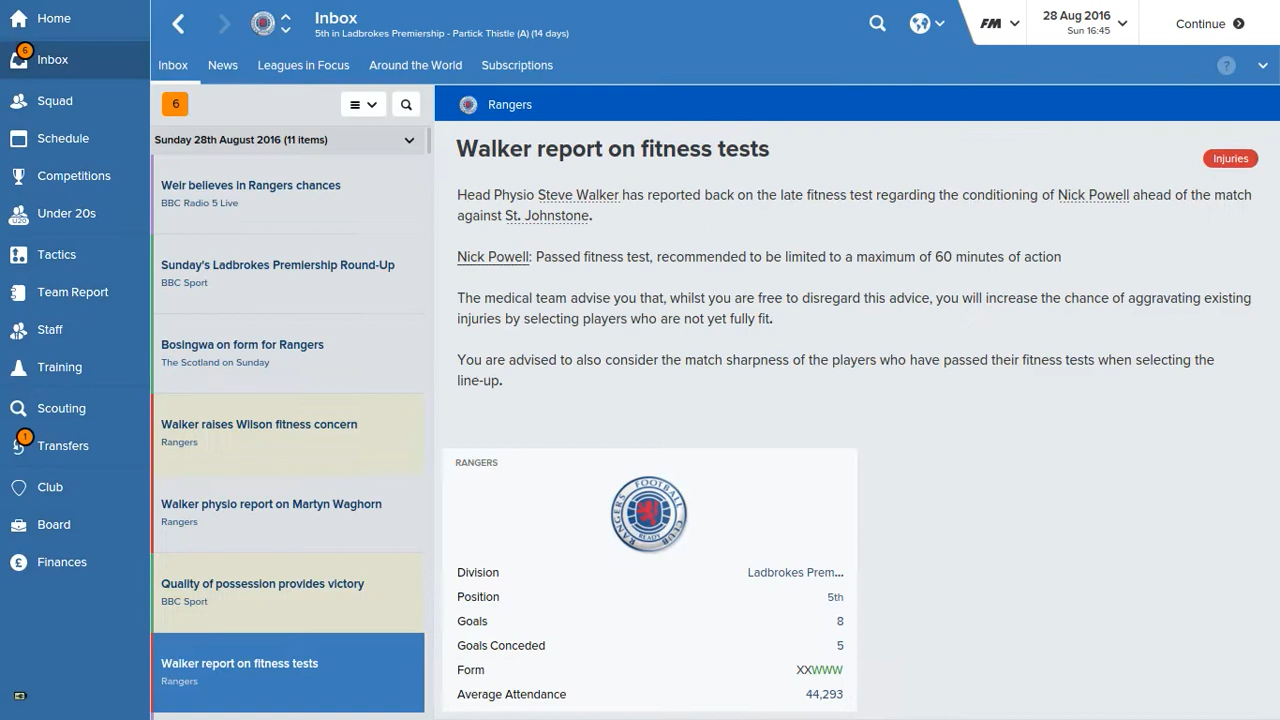 Home
6
Inbox
Squad
Schedule
Competitions
U20
Under 20s
Tactics
Team Report
Staff
Training
Scouting
1
Transfers
Club
Board
Finances
Inbox
5th in Ladbrokes Premiership - Partick Thistle (A) (14 days)
FM
28 Aug 2016
Sun 16:45
Continue
Inbox
News
Leagues in Focus
Around the World
Subscriptions
?
6
Sunday 28th August 2016 (11 items)
Weir believes in Rangers chances
BBC Radio 5 Live
Sunday's Ladbrokes Premiership Round-Up
BBC Sport
Bosingwa on form for Rangers
The Scotland on Sunday
Walker raises Wilson fitness concern
Rangers
Walker physio report on Martyn Waghorn
Rangers
Quality of possession provides victory
BBC Sport
Walker report on fitness tests
Rangers
Rangers
Walker report on fitness tests
Injuries
Head Physio Steve Walker has reported back on the late fitness test regarding the conditioning of Nick Powell ahead of the match
against St. Johnstone.
Nick Powell: Passed fitness test, recommended to be limited to a maximum of 60 minutes of action
The medical team advise you that, whilst you are free to disregard this advice, you will increase the chance of aggravating existing
injuries by selecting players who are not yet fully fit.
You are advised to also consider the match sharpness of the players who have passed their fitness tests when selecting the
line-up.
RANGERS
RANGERS FOOTBALL CLUB
READY
Division Ladbrokes Prem...
Position 5th
Goals 8
Goals Conceded 5
Form XXWWW
Average Attendance 44,293